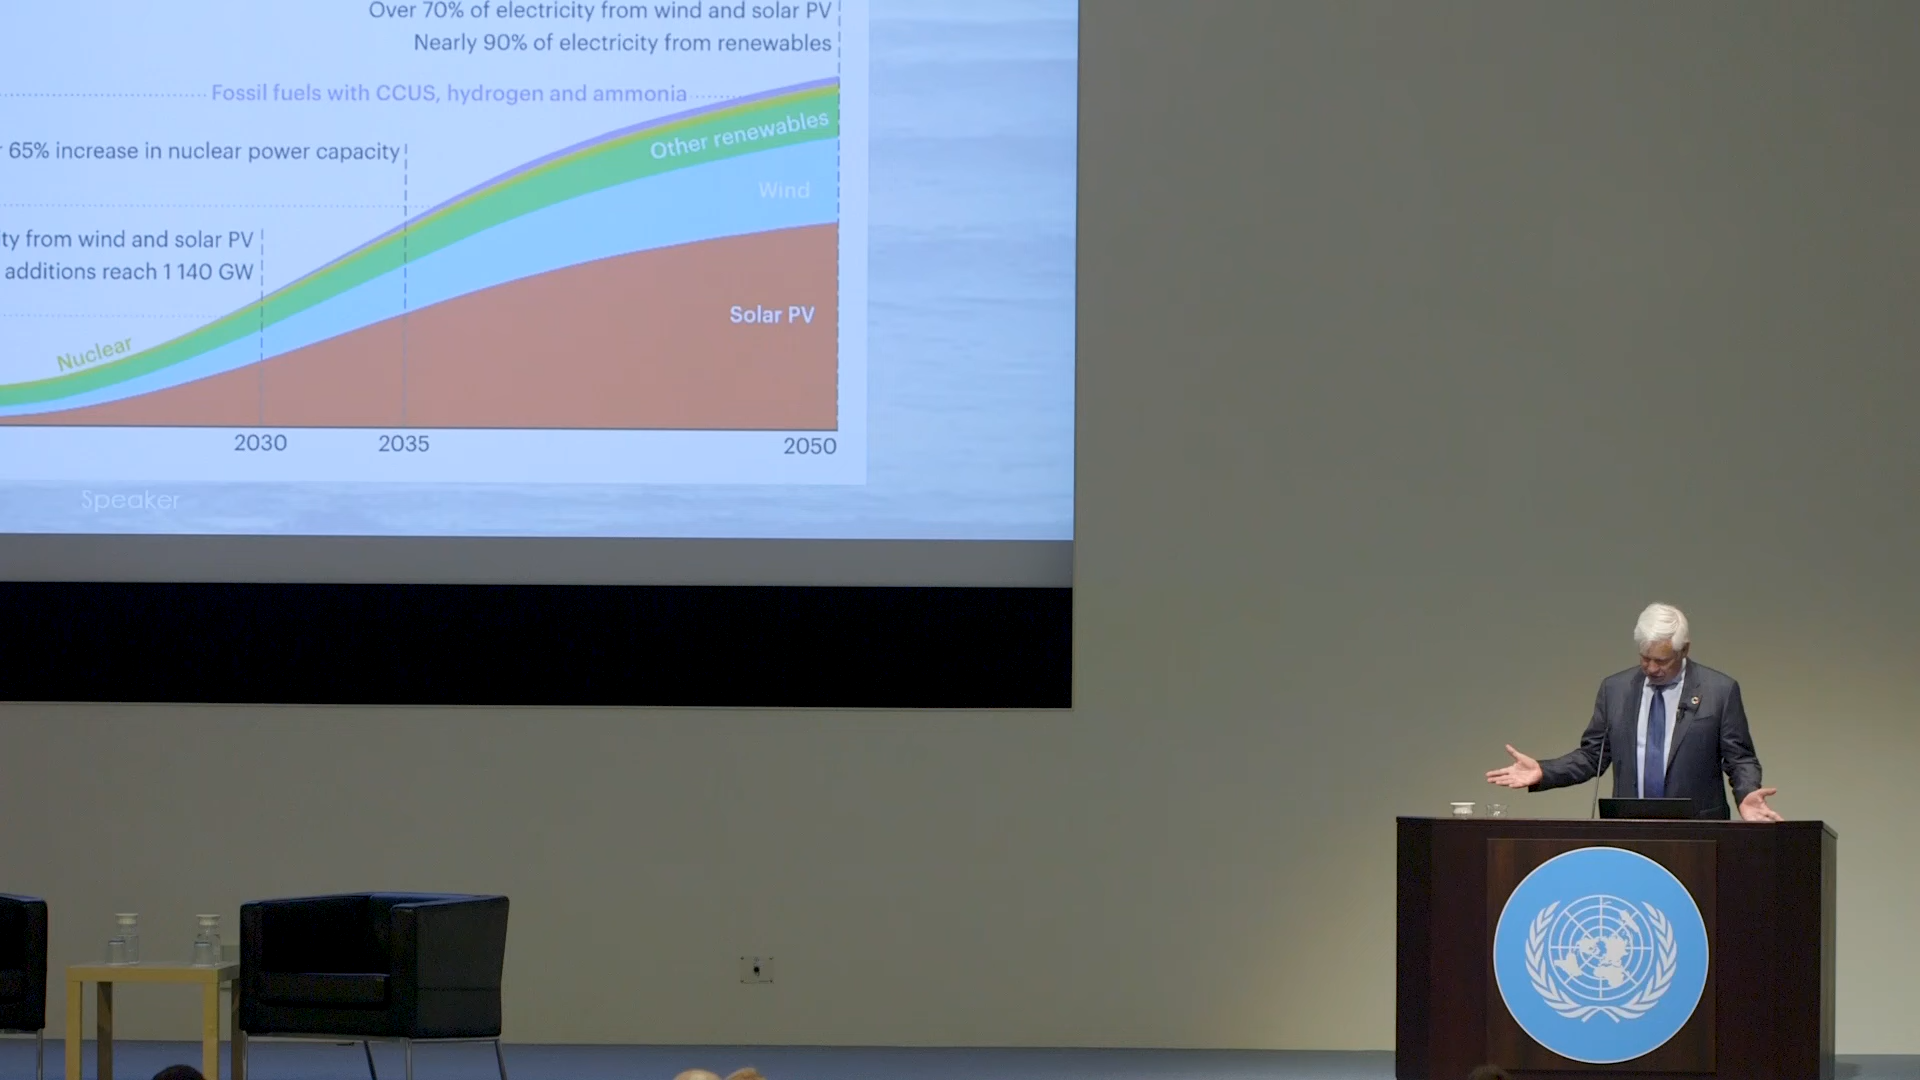 Over 70% of electricity from wind and solar PV
Nearly 90% of electricity from renewables
Fossil fuels with CCUS, hydrogen and ammonia
65% increase in nuclear power capacity
Other renewables
Wind
ty from wind and solar PV
additions reach 1 140 GW
Nuclear
Solar PV
2030 2035 2050
Speaker